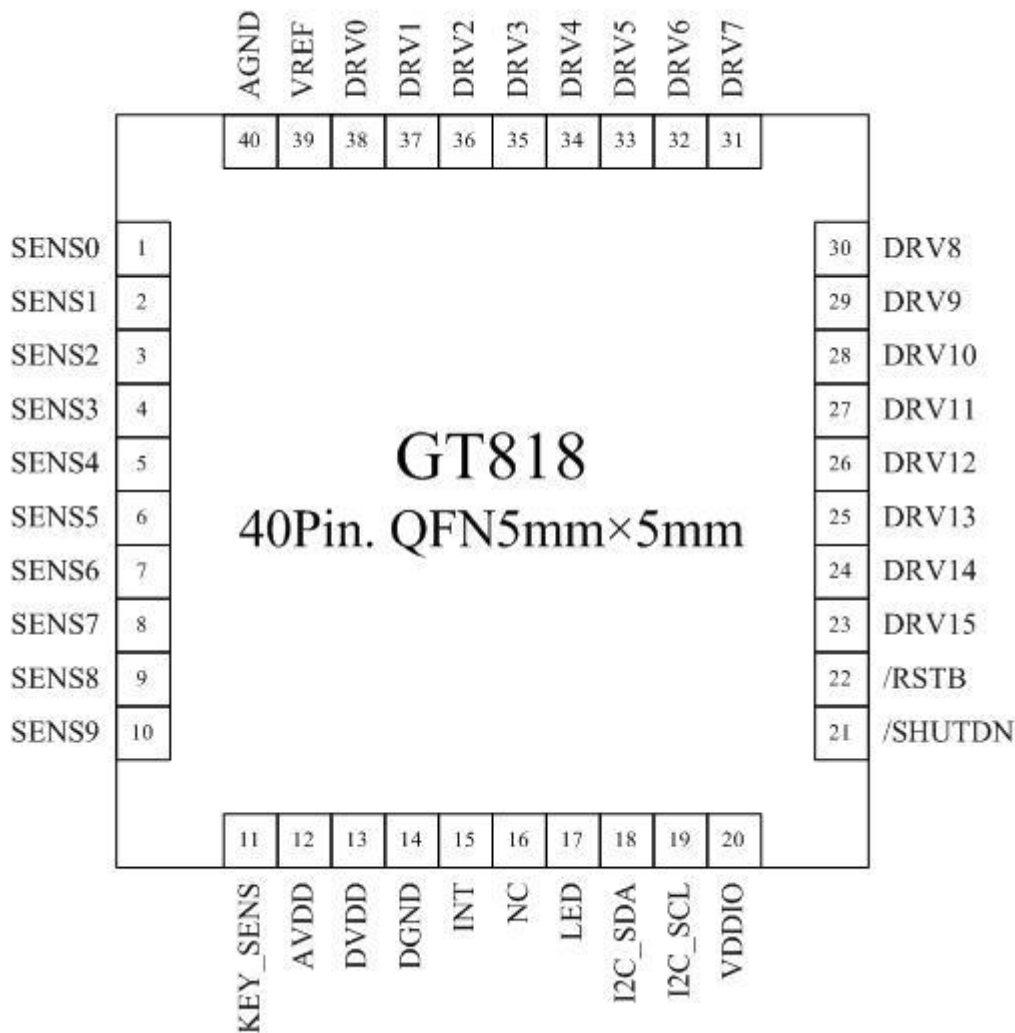 AGND VREF DRV0 DRV1 DRV2 DRV3 DRV4 DRV5 DRV6 DRV7
40 39 38 37 36 35 34 33 32 31
SENS0 1 30 DRV8
SENS1 2 29 DRV9
SENS2 3 28 DRV10
SENS3 4 27 DRV11
SENS4 5 26 DRV12
SENS5 6 25 DRV13
SENS6 7 24 DRV14
SENS7 8 23 DRV15
SENS8 9 22 /RSTB
SENS9 10 21 /SHUTDN
GT818
40Pin. QFN5mm×5mm
11 12 13 14 15 16 17 18 19 20
KEY_SENS AVDD DVDD DGND INT NC LED I2C_SDA I2C_SCL VDDIO